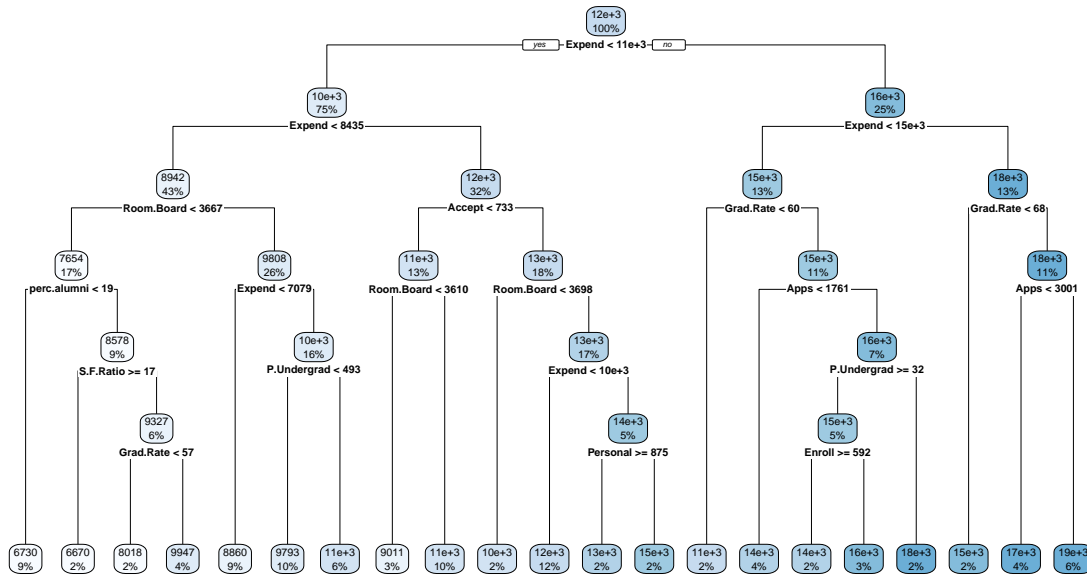 12e+3
100%
yes
Expend < 11e+3
no
10e+3
75%
Expend < 8435
16e+3
25%
Expend < 15e+3
8942
43%
Room.Board < 3667
12e+3
32%
Accept < 733
15e+3
13%
Grad.Rate < 60
18e+3
13%
Grad.Rate < 68
7654
17%
perc.alumni < 19
9808
26%
Expend < 7079
11e+3
13%
Room.Board < 3610
13e+3
18%
Room.Board < 3698
15e+3
11%
Apps < 1761
18e+3
11%
Apps < 3001
8578
9%
S.F.Ratio >= 17
10e+3
16%
P.Undergrad < 493
13e+3
17%
Expend < 10e+3
16e+3
7%
P.Undergrad >= 32
9327
6%
Grad.Rate < 57
14e+3
5%
Personal >= 875
15e+3
5%
Enroll >= 592
6730
9%
6670
2%
8018
2%
9947
4%
8860
9%
9793
10%
11e+3
6%
9011
3%
11e+3
10%
10e+3
2%
12e+3
12%
13e+3
2%
15e+3
2%
11e+3
2%
14e+3
4%
14e+3
2%
16e+3
3%
18e+3
2%
15e+3
2%
17e+3
4%
19e+3
6%